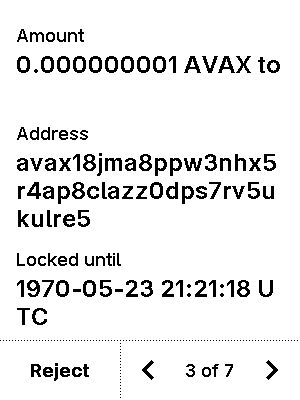 Amount
0.000000001 AVAX to
Address
avax18jma8ppw3nhx5
r4ap8clazz0dps7rv5u
kulre5
Locked until
1970-05-23 21:21:18 U
TC
Reject
3 of 7